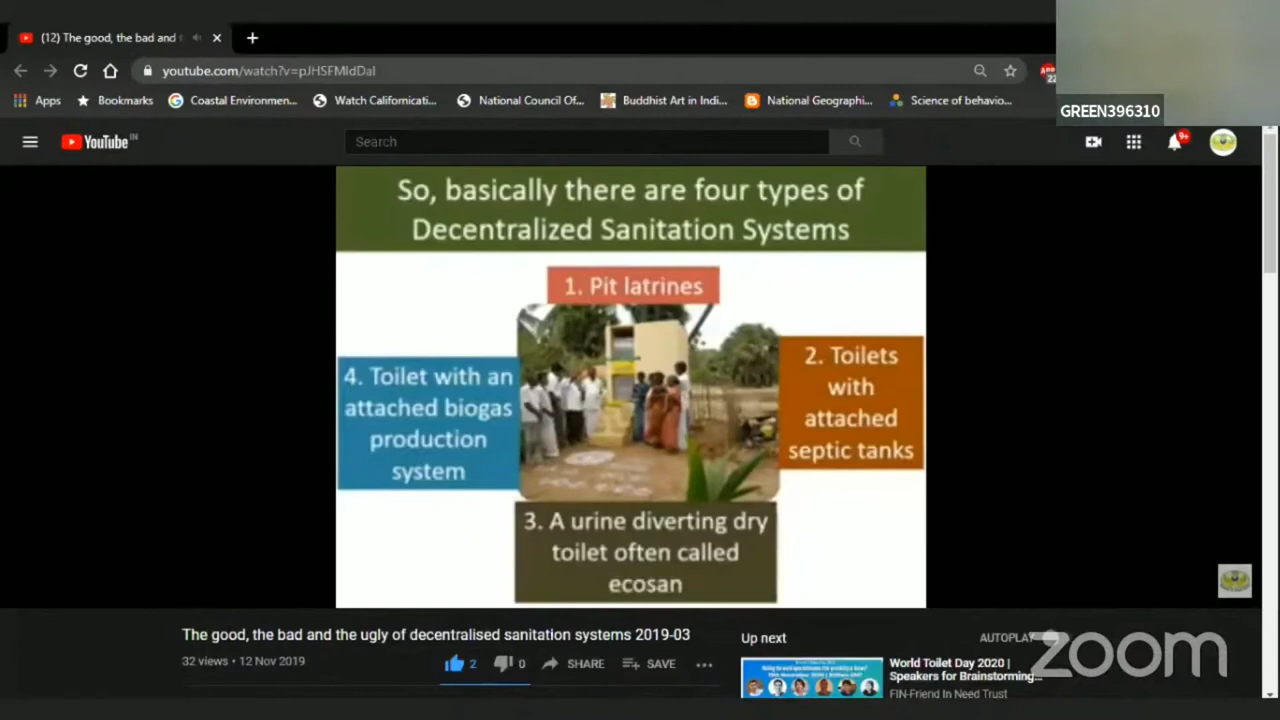 (12) The good, the bad and
youtube.com/watch?v=pJHSFMldDaI
Apps
Bookmarks
Coastal Environmen...
Watch Californicati...
National Council Of...
Buddhist Art in Indi...
National Geographi...
Science of behavio...
GREEN396310
YouTube IN
Search
9+
So, basically there are four types of
Decentralized Sanitation Systems
1. Pit latrines
2. Toilets
with
attached
septic tanks
4. Toilet with an
attached biogas
production
system
3. A urine diverting dry
toilet often called
ecosan
The good, the bad and the ugly of decentralised sanitation systems 2019-03
32 views • 12 Nov 2019
2
0
SHARE
SAVE
Up next
AUTOPLAY
World Toilet Day 2020 |
Speakers for Brainstorming...
FIN-Friend In Need Trust
zoom